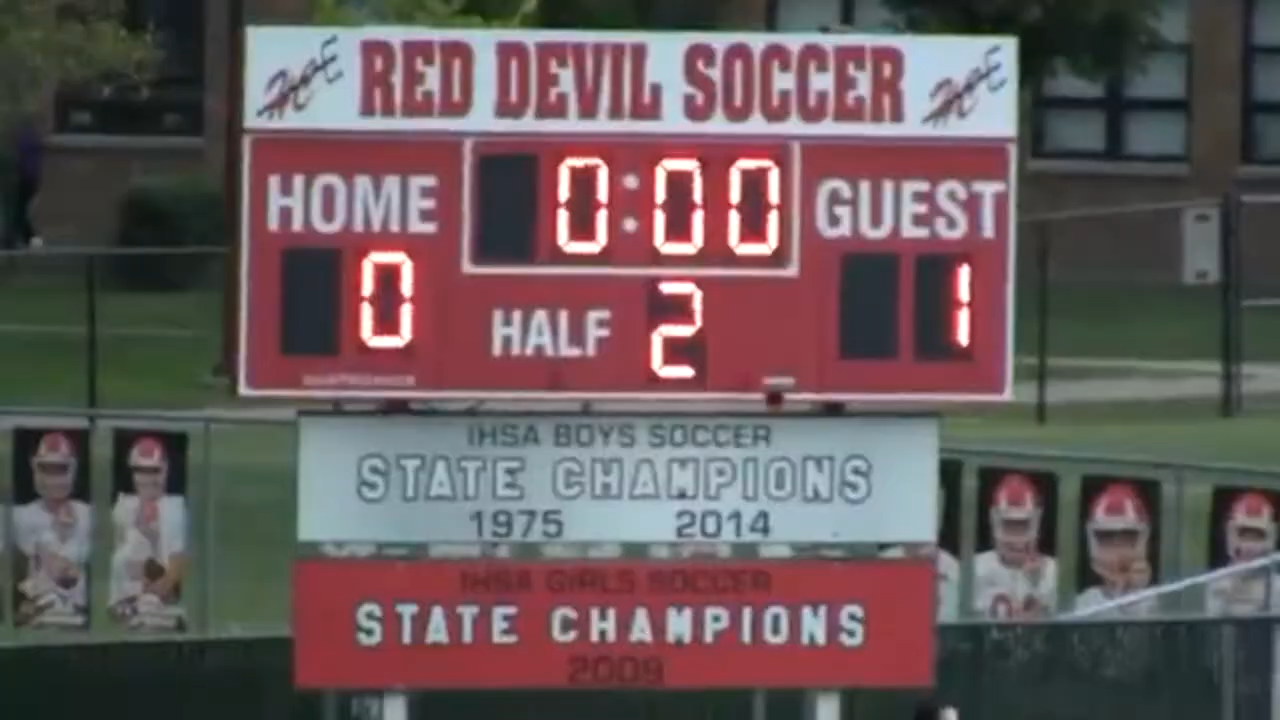 RED DEVIL SOCCER
HOME 0:00 GUEST
0 HALF 2 1
IHSA BOYS SOCCER
STATE CHAMPIONS
1975 2014
IHSA GIRLS SOCCER
STATE CHAMPIONS
2009